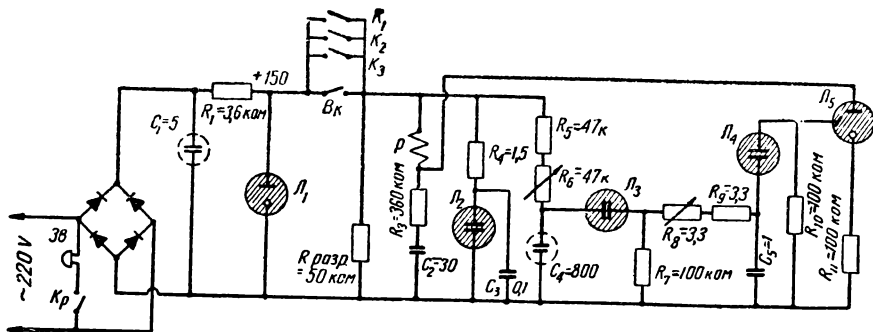 K₁
K₂
K₃
Вк
+150
R₁=3,6 ком
C₁=5
Л₁
R разр.
=50 ком
P
R₃=360 ком
C₂=30
R₄=1,5
Л₂
C₃
0,1
R₅=47к
R₆=47к
C₄=800
Л₃
R₇=100 ком
R₈=3,3
R₉=3,3
C₅=1
Л₄
Л₅
R₁₀=100 ком
R₁₁=100 ком
Зв
~220 V
Кр